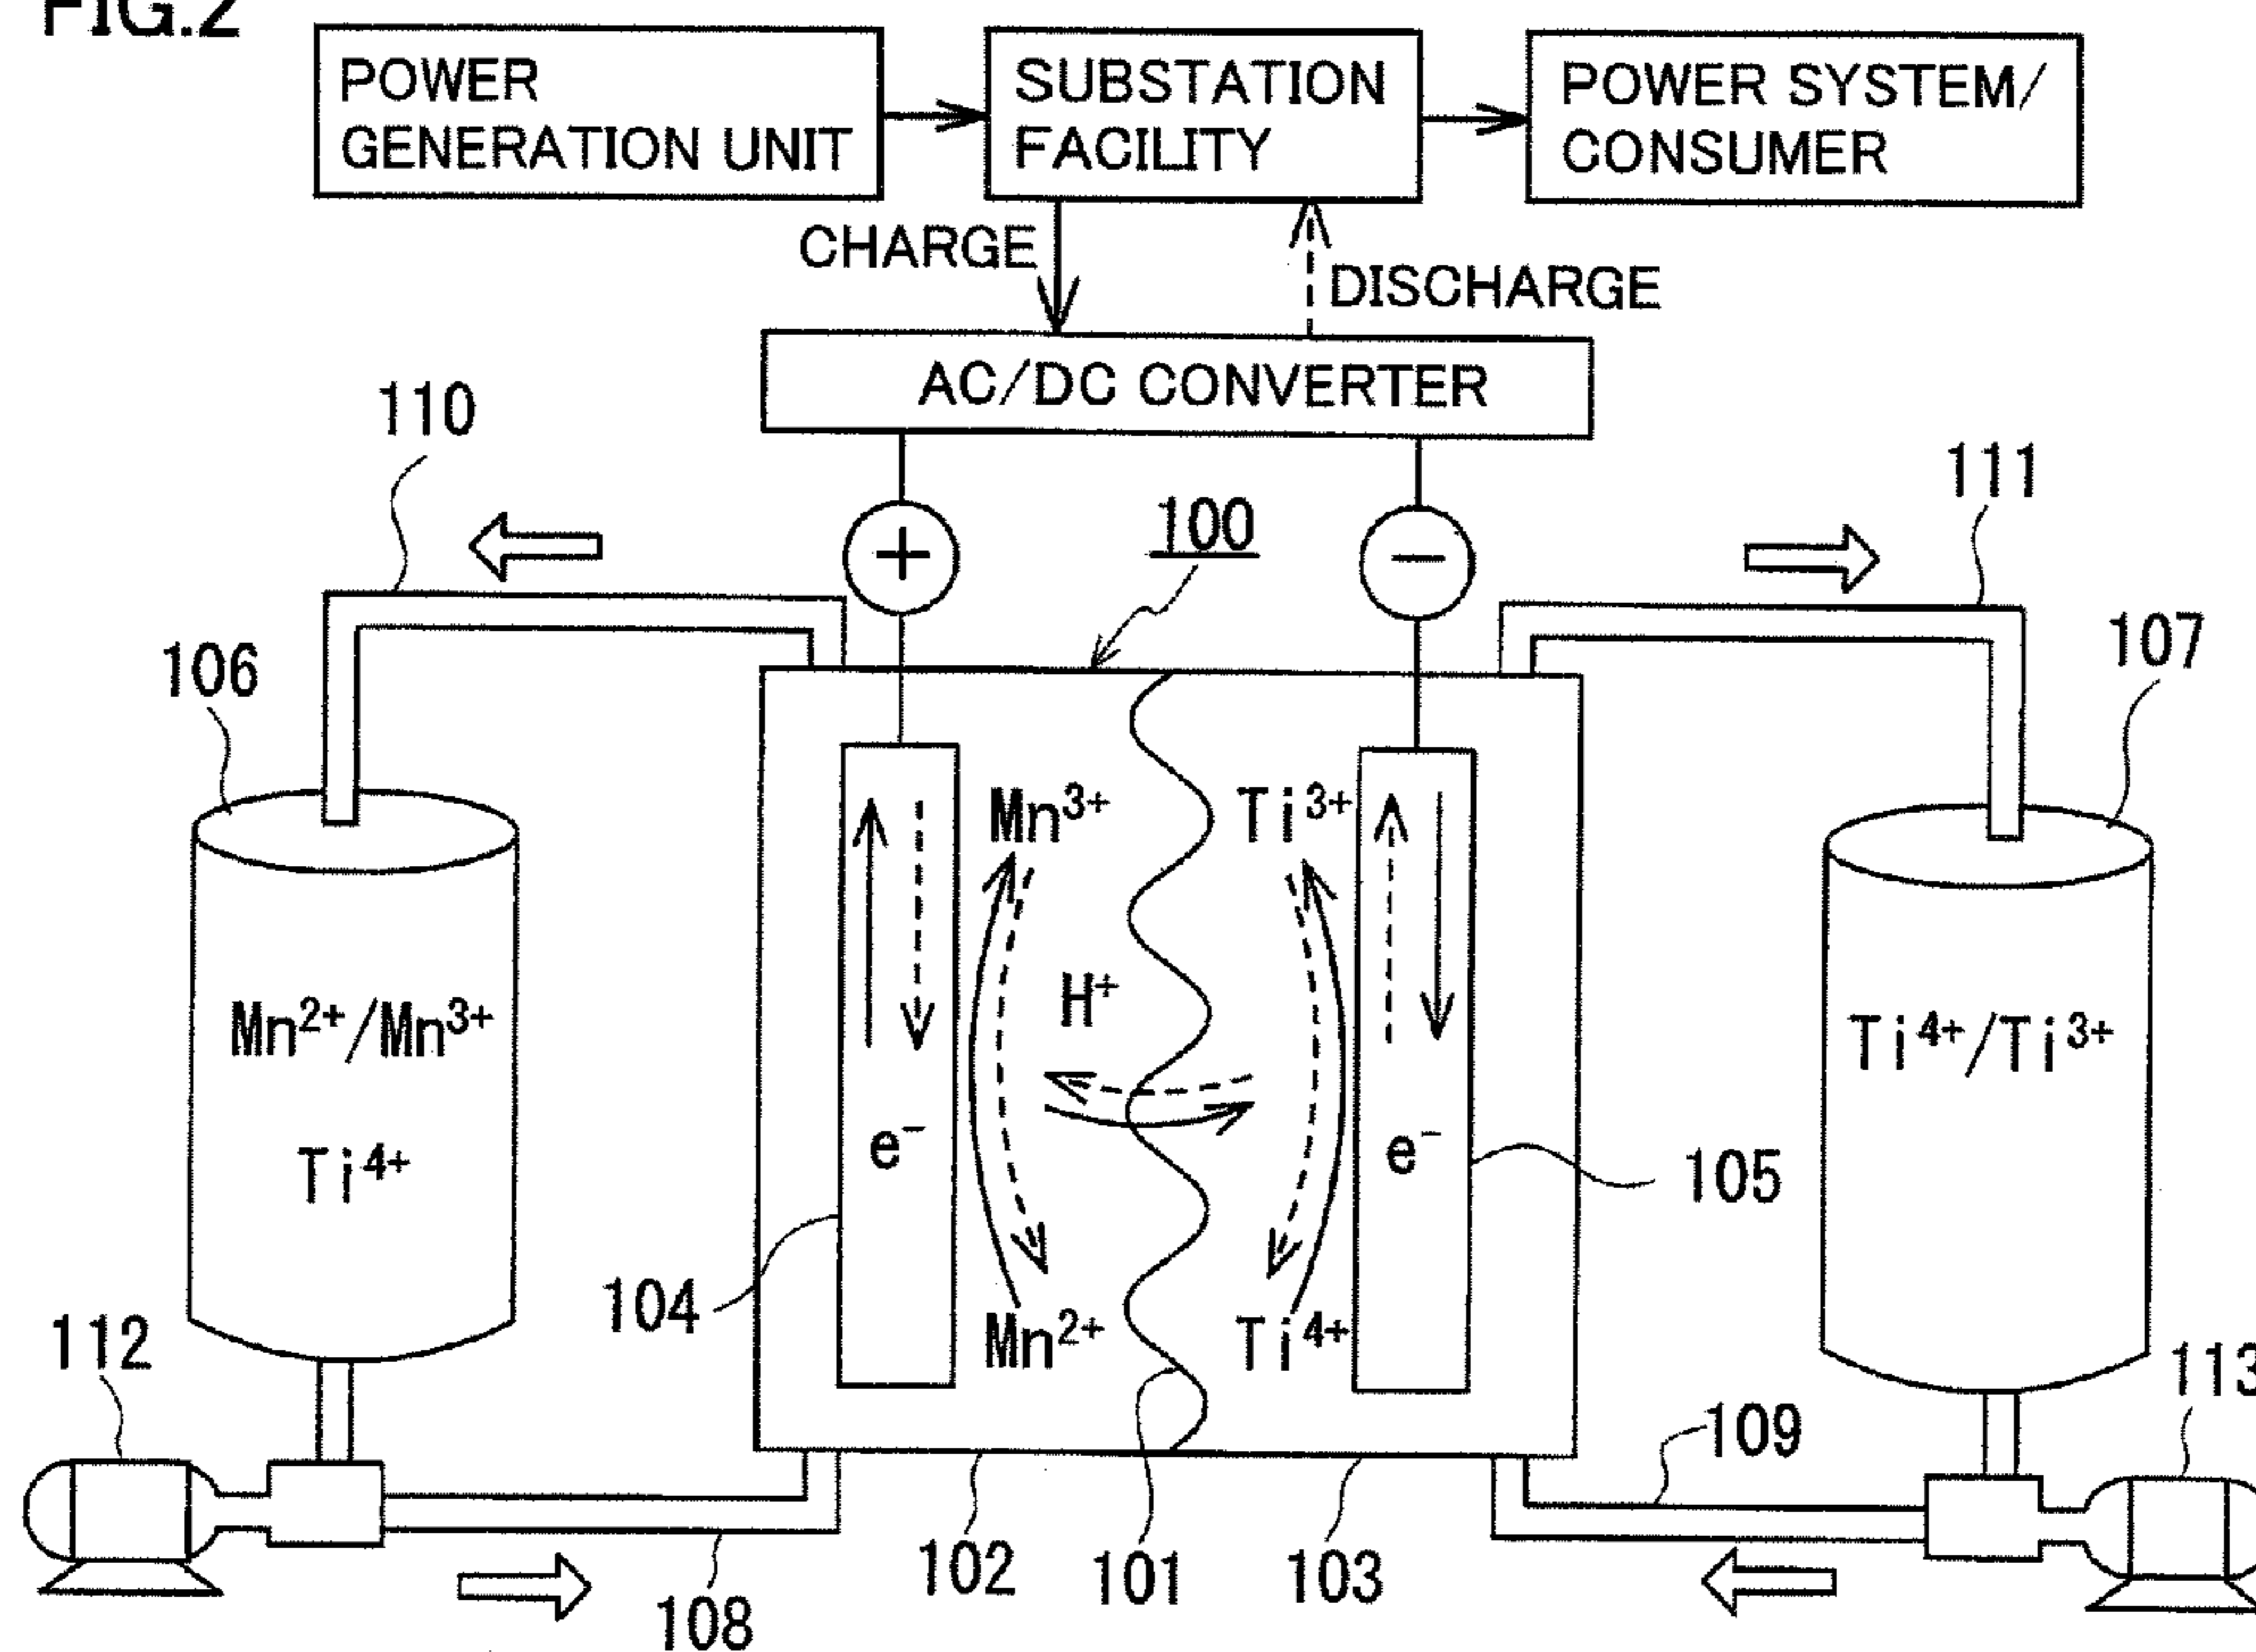 FIG.2
POWER
GENERATION UNIT
SUBSTATION
FACILITY
POWER SYSTEM/
CONSUMER
CHARGE
DISCHARGE
AC/DC CONVERTER
110
111
+
100
−
106
107
Mn³⁺
Ti³⁺
H⁺
Mn²⁺/Mn³⁺
Ti⁴⁺
Ti⁴⁺/Ti³⁺
e⁻
e⁻
105
104
Mn²⁺
Ti⁴⁺
112
113
109
102
101
103
108